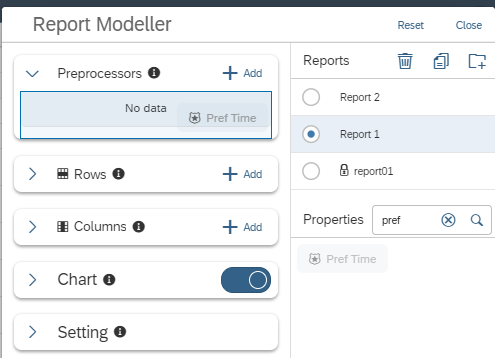 Report Modeller
Reset
Close
Preprocessors
Add
No data
Pref Time
Rows
Add
Columns
Add
Chart
Setting
Reports
Report 2
Report 1
report01
Properties
pref
Pref Time